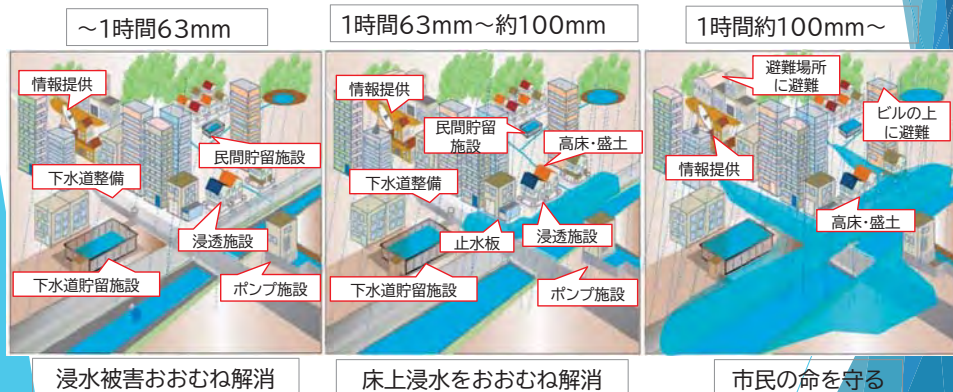 ～1時間63mm
情報提供
民間貯留施設
下水道整備
浸透施設
下水道貯留施設
ポンプ施設
浸水被害おおむね解消
1時間63mm～約100mm
情報提供
民間貯留
施設
高床・盛土
下水道整備
止水板
浸透施設
下水道貯留施設
ポンプ施設
床上浸水をおおむね解消
1時間約100mm～
避難場所
に避難
ビルの上
に避難
情報提供
高床・盛土
市民の命を守る